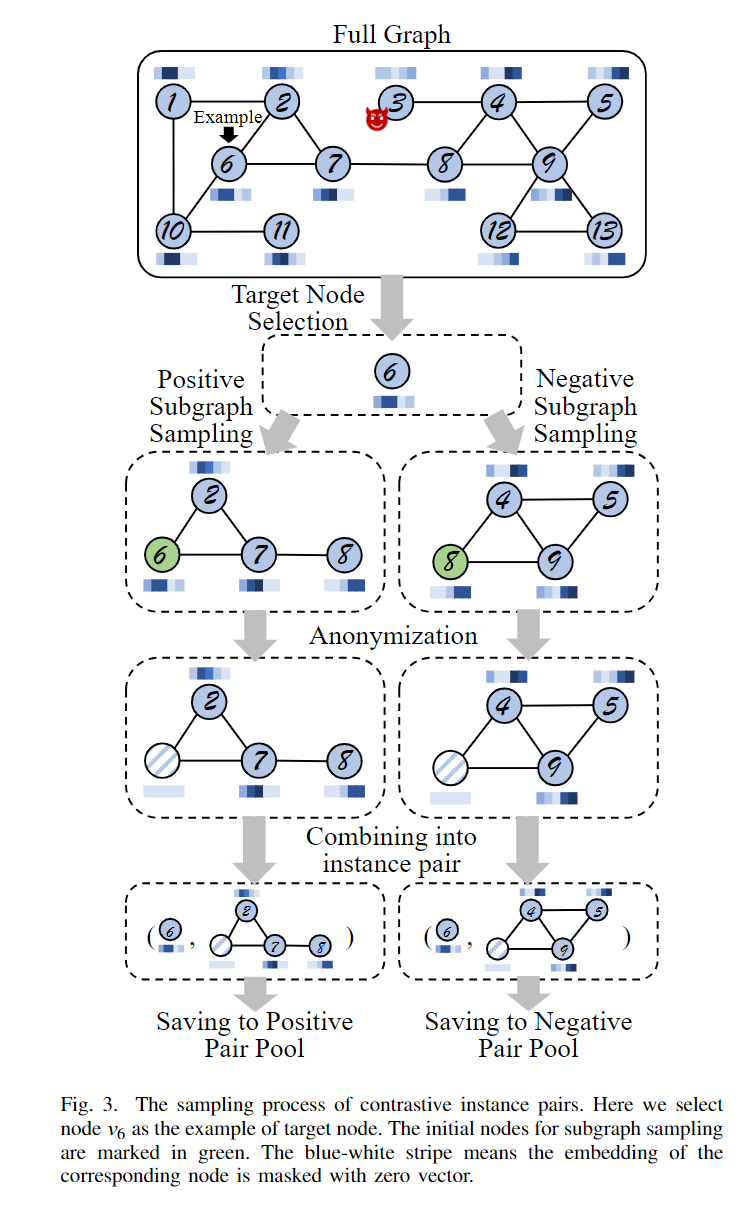 Full Graph
1 2 3 4 5
Example
6 7 8 9
10 11 12 13
Target Node
Selection
6
Positive
Subgraph
Sampling
Negative
Subgraph
Sampling
2
6 7 8
4 5
8 9
Anonymization
2
7 8
4 5
9
Combining into
instance pair
( 6 , 2 7 8 )
( 6 , 4 5 9 )
Saving to Positive
Pair Pool
Saving to Negative
Pair Pool
Fig. 3. The sampling process of contrastive instance pairs. Here we select
node v6 as the example of target node. The initial nodes for subgraph sampling
are marked in green. The blue-white stripe means the embedding of the
corresponding node is masked with zero vector.